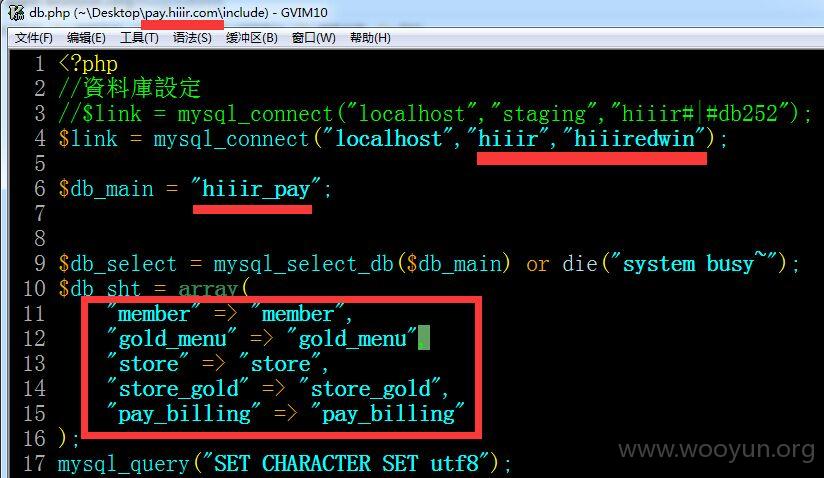 db.php (~\Desktop\pay.hiiir.com\include) - GVIM10
文件(F) 编辑(E) 工具(T) 语法(S) 缓冲区(B) 窗口(W) 帮助(H)
1 <?php
2 //資料庫設定
3 //$link = mysql_connect("localhost","staging","hiiir#|#db252");
4 $link = mysql_connect("localhost","hiiir","hiiiredwin");
5
6 $db_main = "hiiir_pay";
7
8
9 $db_select = mysql_select_db($db_main) or die("system busy~");
10 $db_sht = array(
11 "member" => "member",
12 "gold_menu" => "gold_menu",
13 "store" => "store",
14 "store_gold" => "store_gold",
15 "pay_billing" => "pay_billing"
16 );
17 mysql_query("SET CHARACTER SET utf8");
www.wooyun.org